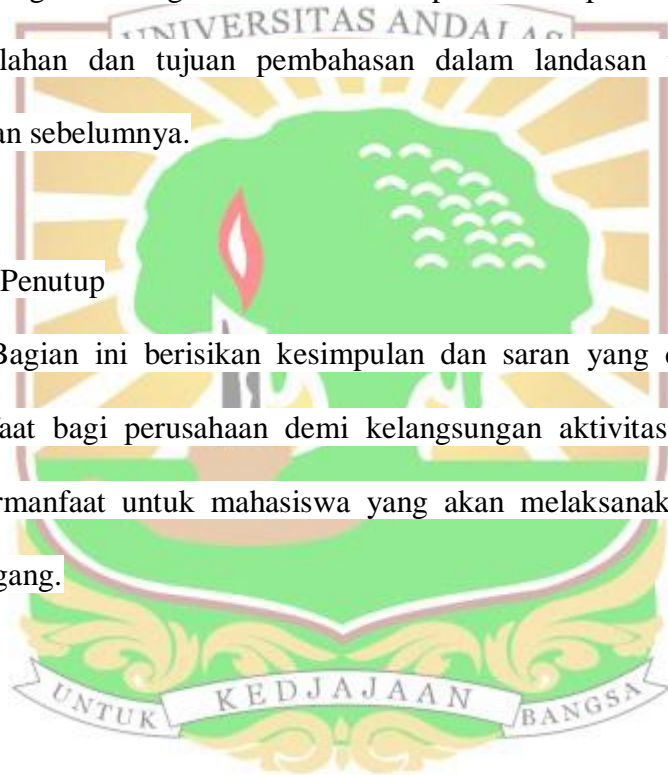 UNIVERSITAS ANDALAS
lahan dan tujuan pembahasan dalam landasan
an sebelumnya.
Penutup
Bagian ini berisikan kesimpulan dan saran yang
aat bagi perusahaan demi kelangsungan aktivitas
rmanfaat untuk mahasiswa yang akan melaksanak
gang.
UNTUK KEDJAJAAN BANGSA